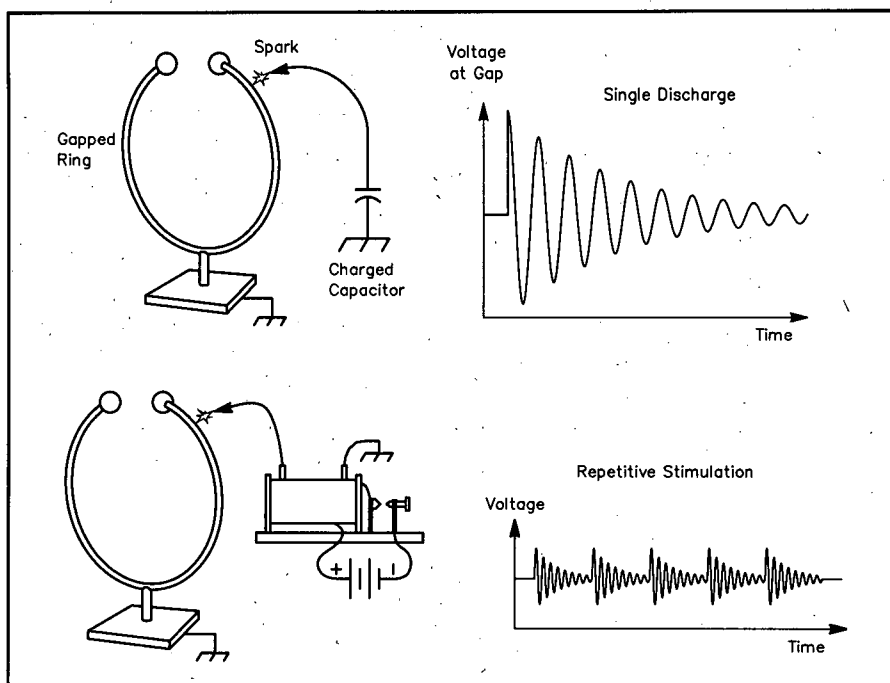 Spark
Gapped
Ring
Charged
Capacitor
Voltage
at Gap
Single Discharge
Time
+
−
Repetitive Stimulation
Voltage
Time